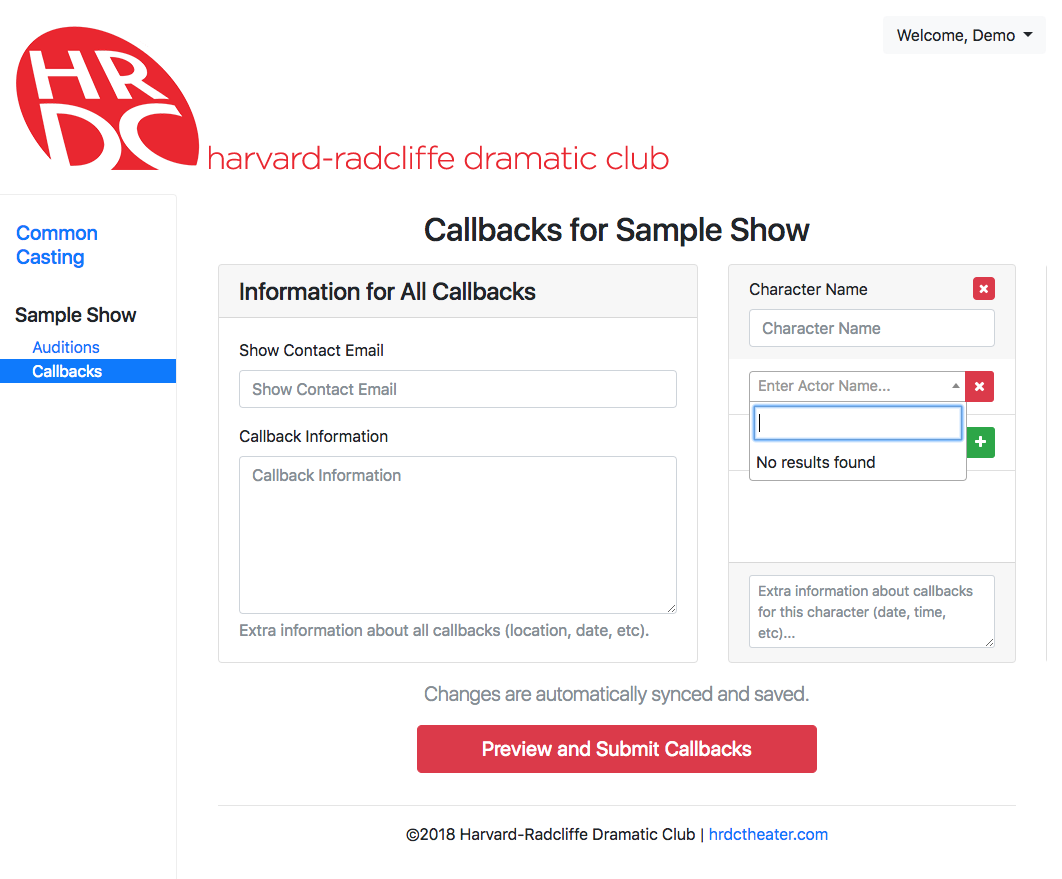 Welcome, Demo
HR
DC
harvard-radcliffe dramatic club
Common
Casting
Sample Show
Auditions
Callbacks
Callbacks for Sample Show
Information for All Callbacks
Show Contact Email
Show Contact Email
Callback Information
Callback Information
Extra information about all callbacks (location, date, etc).
Character Name
Character Name
Enter Actor Name...
No results found
Extra information about callbacks
for this character (date, time,
etc)...
Changes are automatically synced and saved.
Preview and Submit Callbacks
©2018 Harvard-Radcliffe Dramatic Club | hrdctheater.com